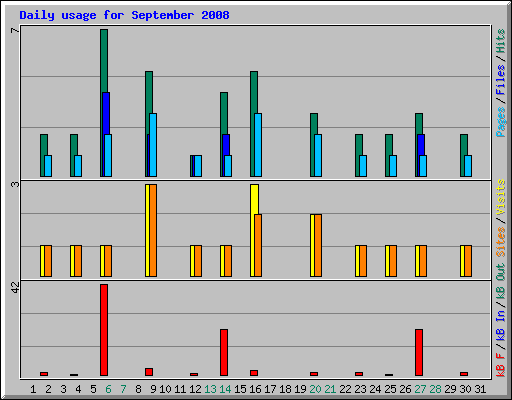 Daily usage for September 2008
7
Pages / Files / Hits
3
Sites / Visits
42
kB F / kB In / kB Out
1 2 3 4 5 6 7 8 9 10 11 12 13 14 15 16 17 18 19 20 21 22 23 24 25 26 27 28 29 30 31